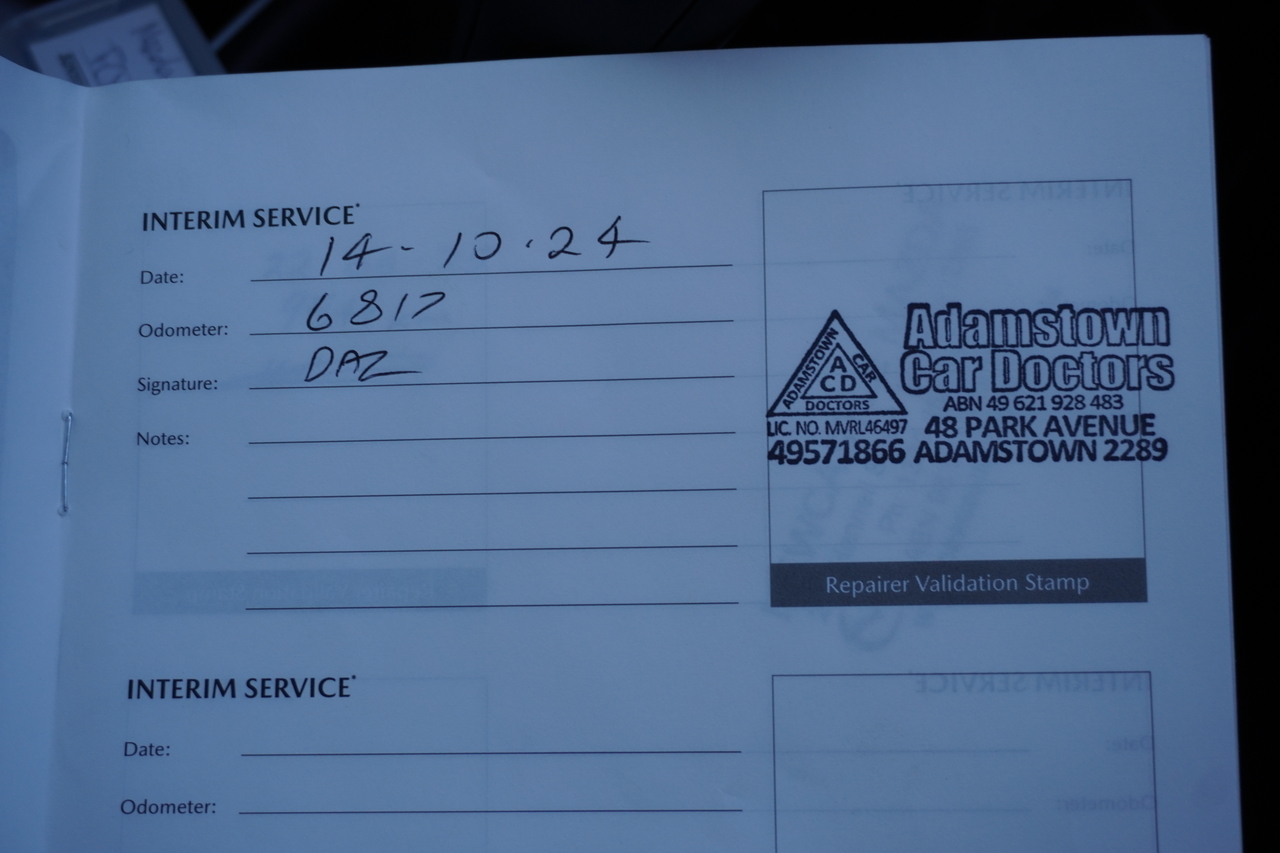 INTERIM SERVICE*
Date: 14-10.24
Odometer: 6817
Signature: DAZ
Notes:
ADAMSTOWN CAR DOCTORS
A
CD
Adamstown
Car Doctors
ABN 49 621 928 483
LIC. NO. MVRL46497 48 PARK AVENUE
49571866 ADAMSTOWN 2289
Repairer Validation Stamp
INTERIM SERVICE*
Date:
Odometer: